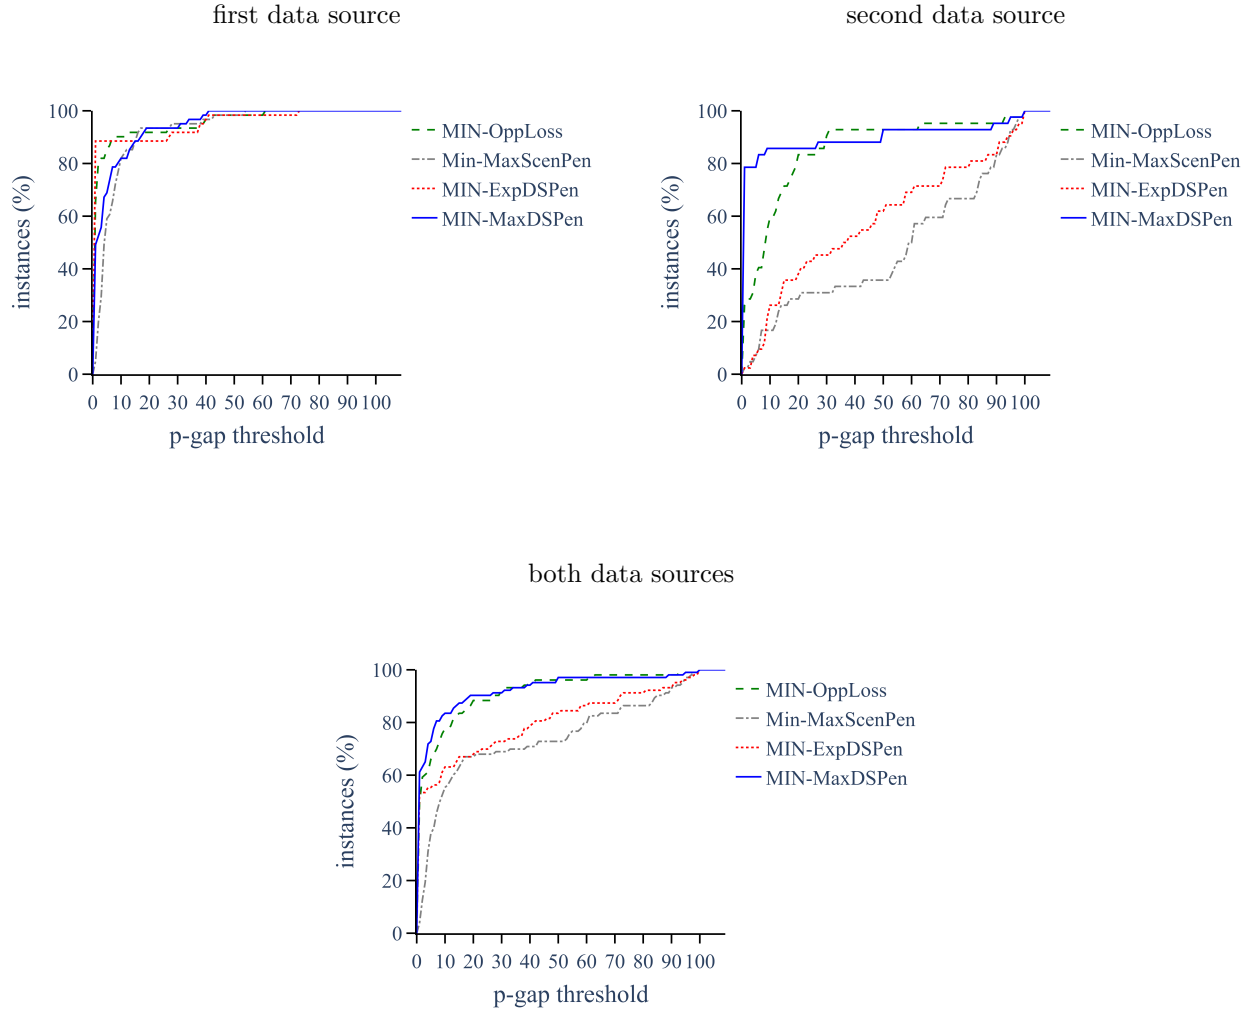 first data source
second data source
100
80
60
40
20
0
instances (%)
0 10 20 30 40 50 60 70 80 90 100
p-gap threshold
MIN-OppLoss
Min-MaxScenPen
MIN-ExpDSPen
MIN-MaxDSPen
100
80
60
40
20
0
instances (%)
0 10 20 30 40 50 60 70 80 90 100
p-gap threshold
MIN-OppLoss
Min-MaxScenPen
MIN-ExpDSPen
MIN-MaxDSPen
both data sources
100
80
60
40
20
0
instances (%)
0 10 20 30 40 50 60 70 80 90 100
p-gap threshold
MIN-OppLoss
Min-MaxScenPen
MIN-ExpDSPen
MIN-MaxDSPen